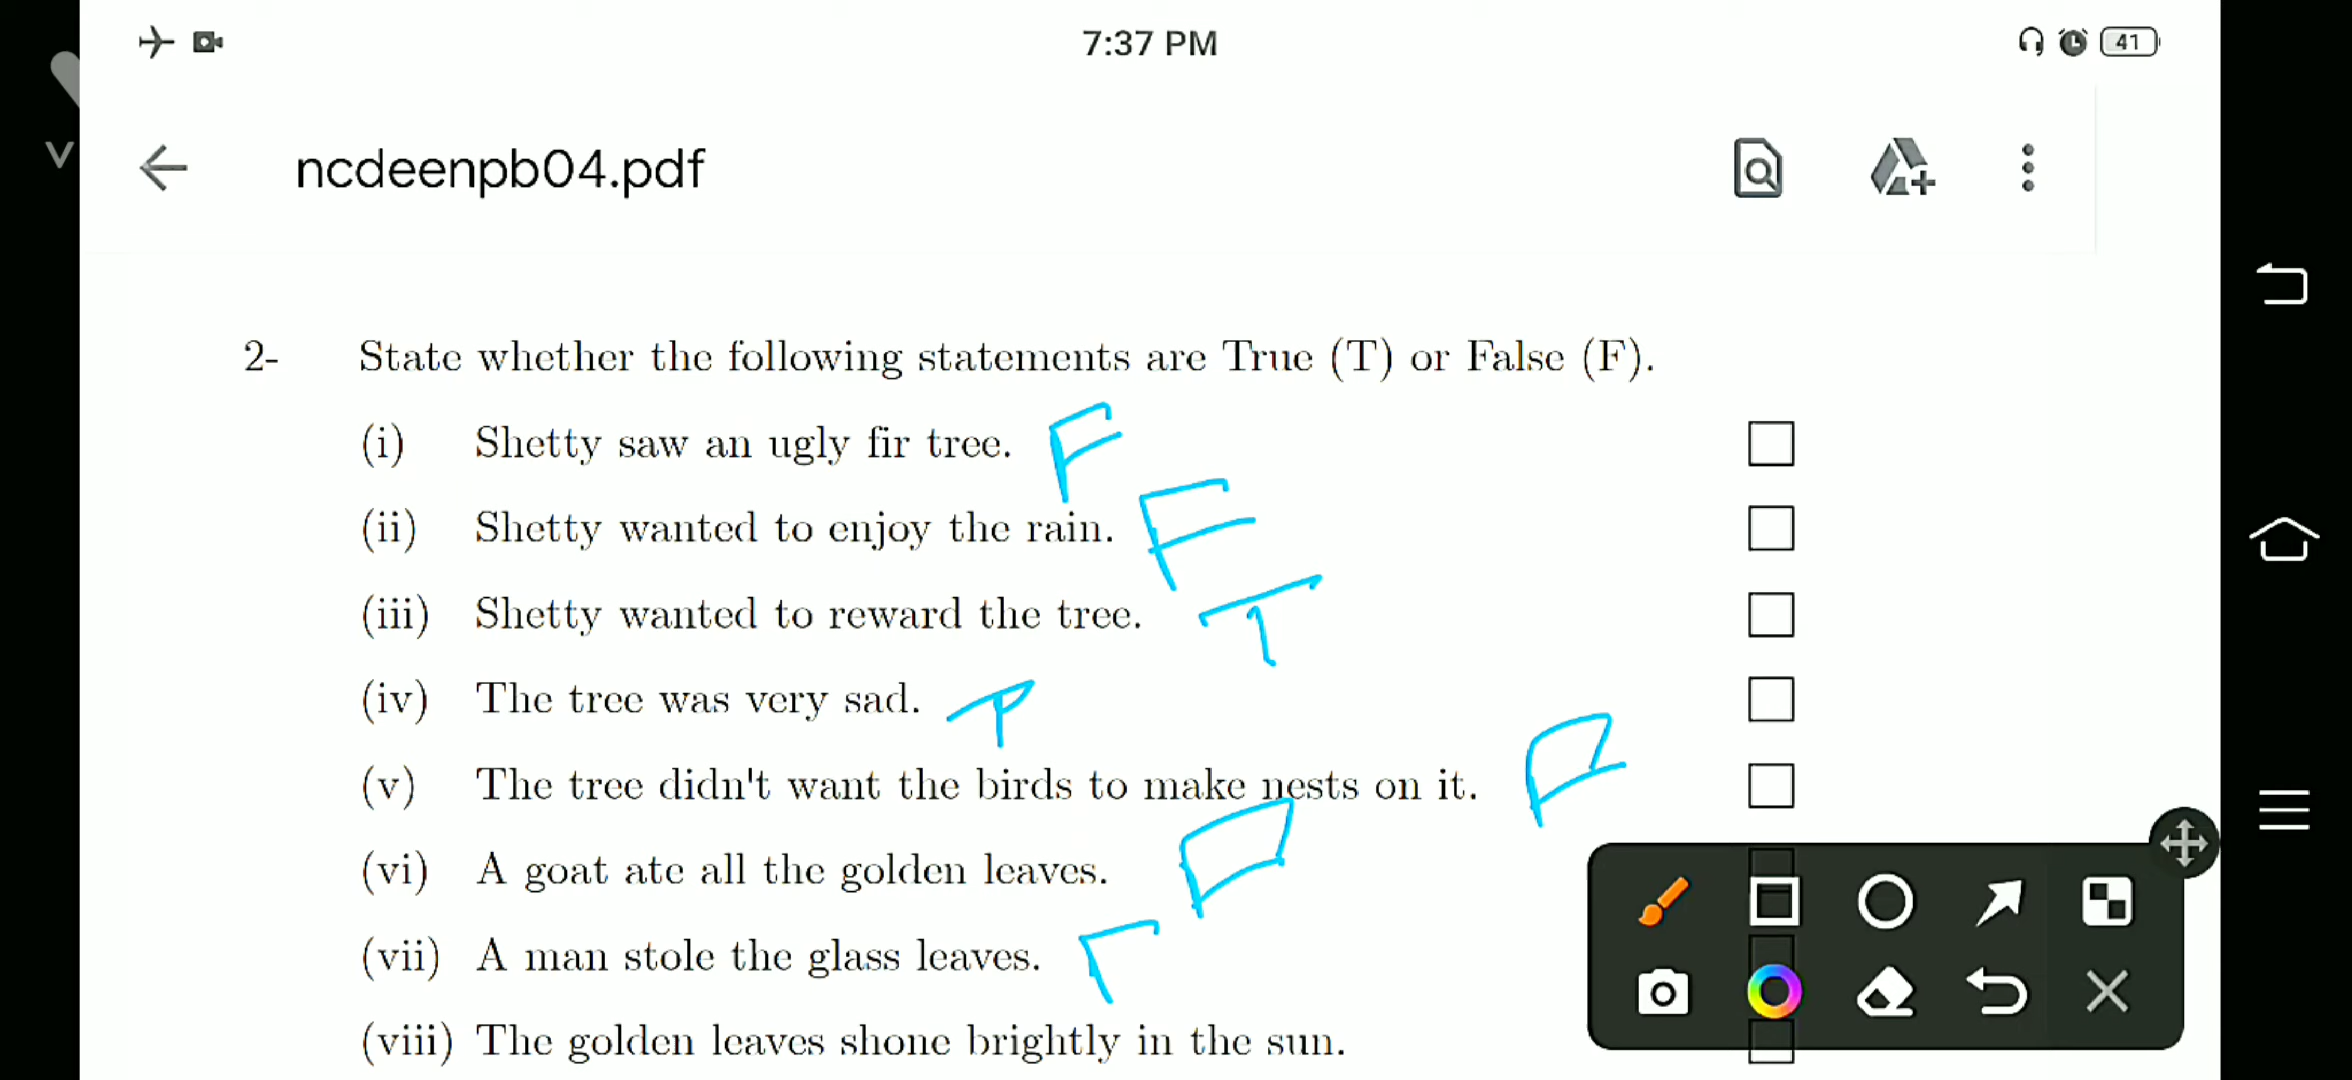 7:37 PM
41
ncdeenpb04.pdf
2- State whether the following statements are True (T) or False (F).
(i) Shetty saw an ugly fir tree. F
(ii) Shetty wanted to enjoy the rain. F
(iii) Shetty wanted to reward the tree. T
(iv) The tree was very sad. T
(v) The tree didn't want the birds to make nests on it. F
(vi) A goat ate all the golden leaves. F
(vii) A man stole the glass leaves.
(viii) The golden leaves shone brightly in the sun.